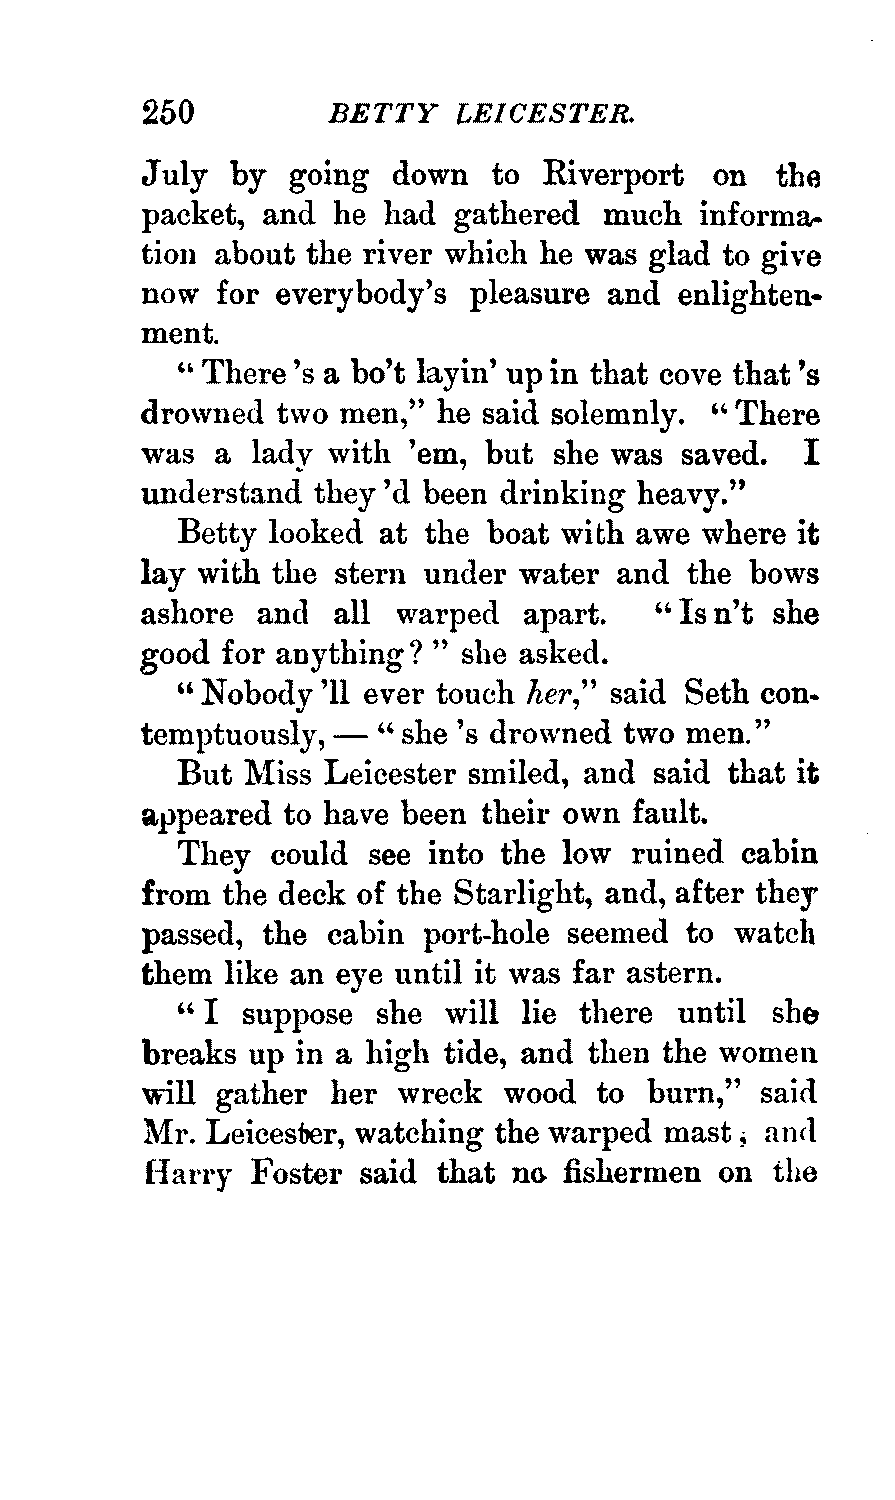 250 BETTY LEICESTER.
July by going down to Riverport on the
packet, and he had gathered much informa-
tion about the river which he was glad to give
now for everybody's pleasure and enlighten-
ment.
"There's a bo't layin' up in that cove that's
drowned two men," he said solemnly. "There
was a lady with 'em, but she was saved. I
understand they'd been drinking heavy."
Betty looked at the boat with awe where it
lay with the stern under water and the bows
ashore and all warped apart. "Isn't she
good for anything?" she asked.
"Nobody'll ever touch her," said Seth con-
temptuously, — "she's drowned two men."
But Miss Leicester smiled, and said that it
appeared to have been their own fault.
They could see into the low ruined cabin
from the deck of the Starlight, and, after they
passed, the cabin port-hole seemed to watch
them like an eye until it was far astern.
"I suppose she will lie there until she
breaks up in a high tide, and then the women
will gather her wreck wood to burn," said
Mr. Leicester, watching the warped mast; and
Harry Foster said that no fishermen on the